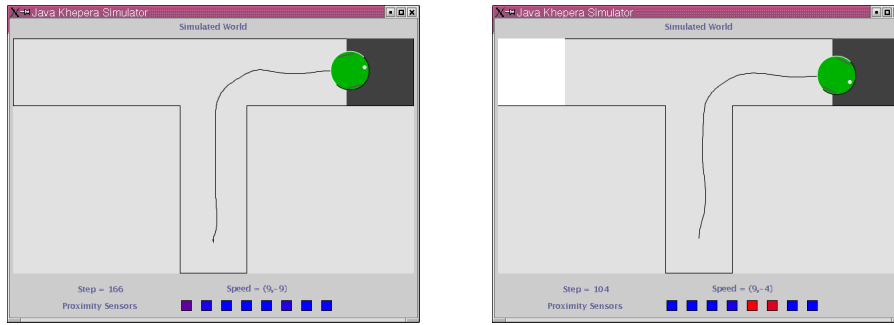 Java Khepera Simulator
Simulated World
Step = 166
Speed = (9,-9)
Proximity Sensors
Java Khepera Simulator
Simulated World
Step = 104
Speed = (9,-4)
Proximity Sensors